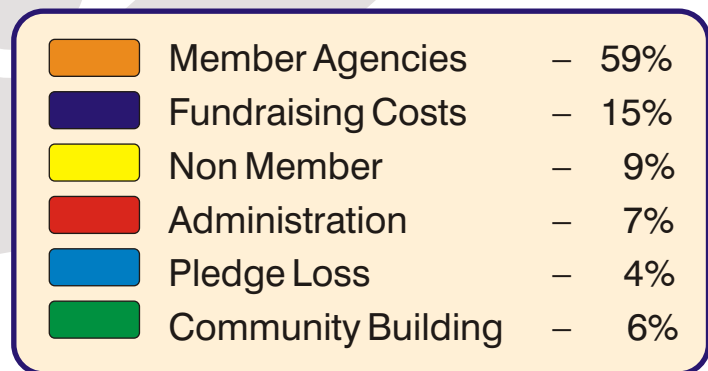 Member Agencies – 59%
Fundraising Costs – 15%
Non Member – 9%
Administration – 7%
Pledge Loss – 4%
Community Building – 6%